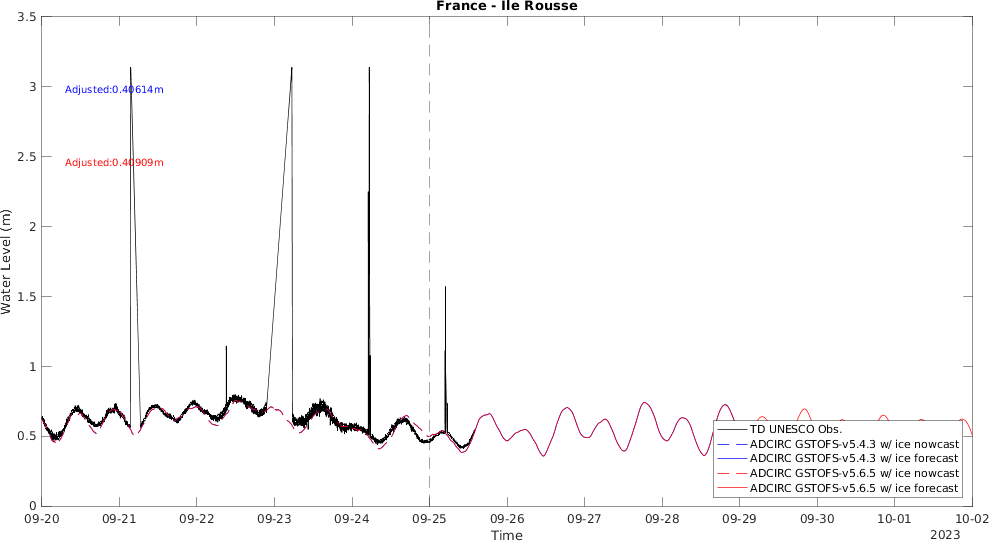 France - Ile Rousse
3.5
3
2.5
2
1.5
1
0.5
0
Water Level (m)
Adjusted:0.40614m
Adjusted:0.40909m
TD UNESCO Obs.
ADCIRC GSTOFS-v5.4.3 w/ ice nowcast
ADCIRC GSTOFS-v5.4.3 w/ ice forecast
ADCIRC GSTOFS-v5.6.5 w/ ice nowcast
ADCIRC GSTOFS-v5.6.5 w/ ice forecast
09-20 09-21 09-22 09-23 09-24 09-25 09-26 09-27 09-28 09-29 09-30 10-01 10-02
Time
2023